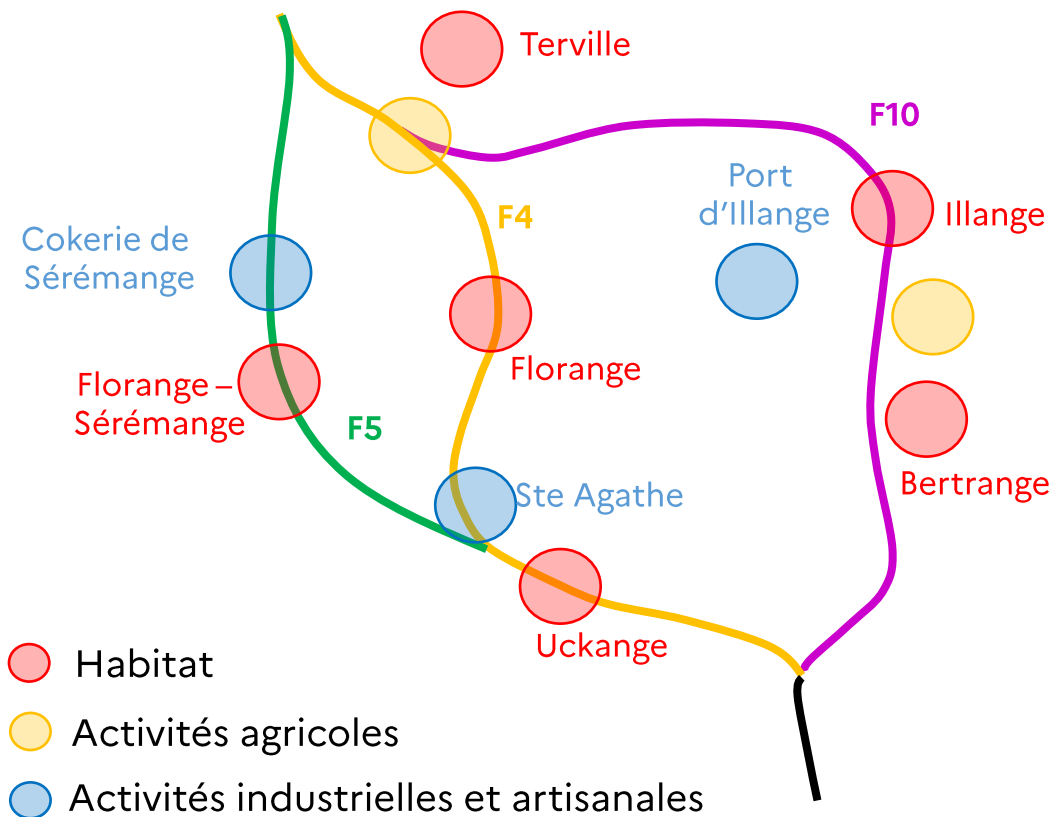 Terville
F10
Port
d’Illange
Illange
F4
Cokerie de
Sérémange
Florange
Florange –
Sérémange
F5
Bertrange
Ste Agathe
Uckange
Habitat
Activités agricoles
Activités industrielles et artisanales